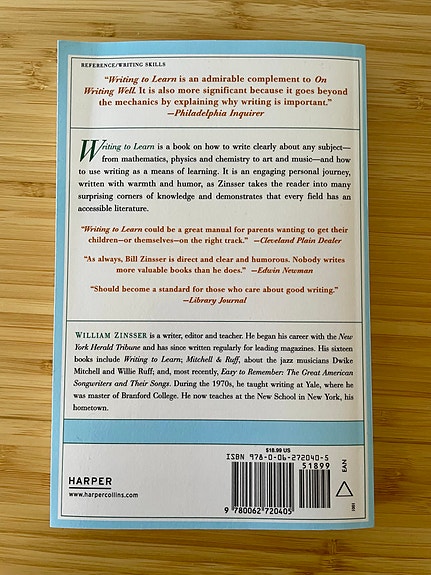 REFERENCE/WRITING SKILLS
“Writing to Learn is an admirable complement to On
Writing Well. It is also more significant because it goes
beyond the mechanics by explaining why writing is important.”
—Philadelphia Inquirer
Writing to Learn is a book on how to write clearly about any subject—
from mathematics, physics and chemistry to art and music—and how
to use writing as a means of learning. It is an engaging personal journey,
written with warmth and humor, as Zinsser takes the reader into many
surprising corners of knowledge and demonstrates that every field has an
accessible literature.
“Writing to Learn could be a great manual for parents wanting to get their
children—or themselves—on the right track.” —Cleveland Plain Dealer
“As always, Bill Zinsser is direct and clear and humorous. Nobody writes
more valuable books than he does.” —Edwin Newman
“Should become a standard for those who care about good writing.”
—Library Journal
WILLIAM ZINSSER is a writer, editor and teacher. He began his career with the New
York Herald Tribune and has since written regularly for leading magazines. His sixteen
books include Writing to Learn; Mitchell & Ruff, about the jazz musicians Dwike
Mitchell and Willie Ruff; and, most recently, Easy to Remember: The Great American
Songwriters and Their Songs. During the 1970s, he taught writing at Yale, where he
was master of Branford College. He now teaches at the New School in New York, his
hometown.
$18.99 US
ISBN 978-0-06-272040-5
51899
EAN
HARPER
www.harpercollins.com
9 780062 720405